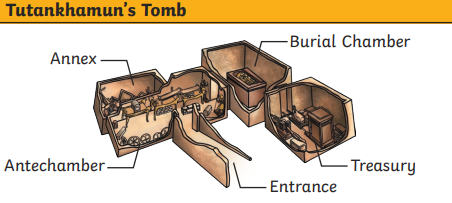 Tutankhamun's Tomb
Burial Chamber
Annex
Antechamber
Treasury
Entrance